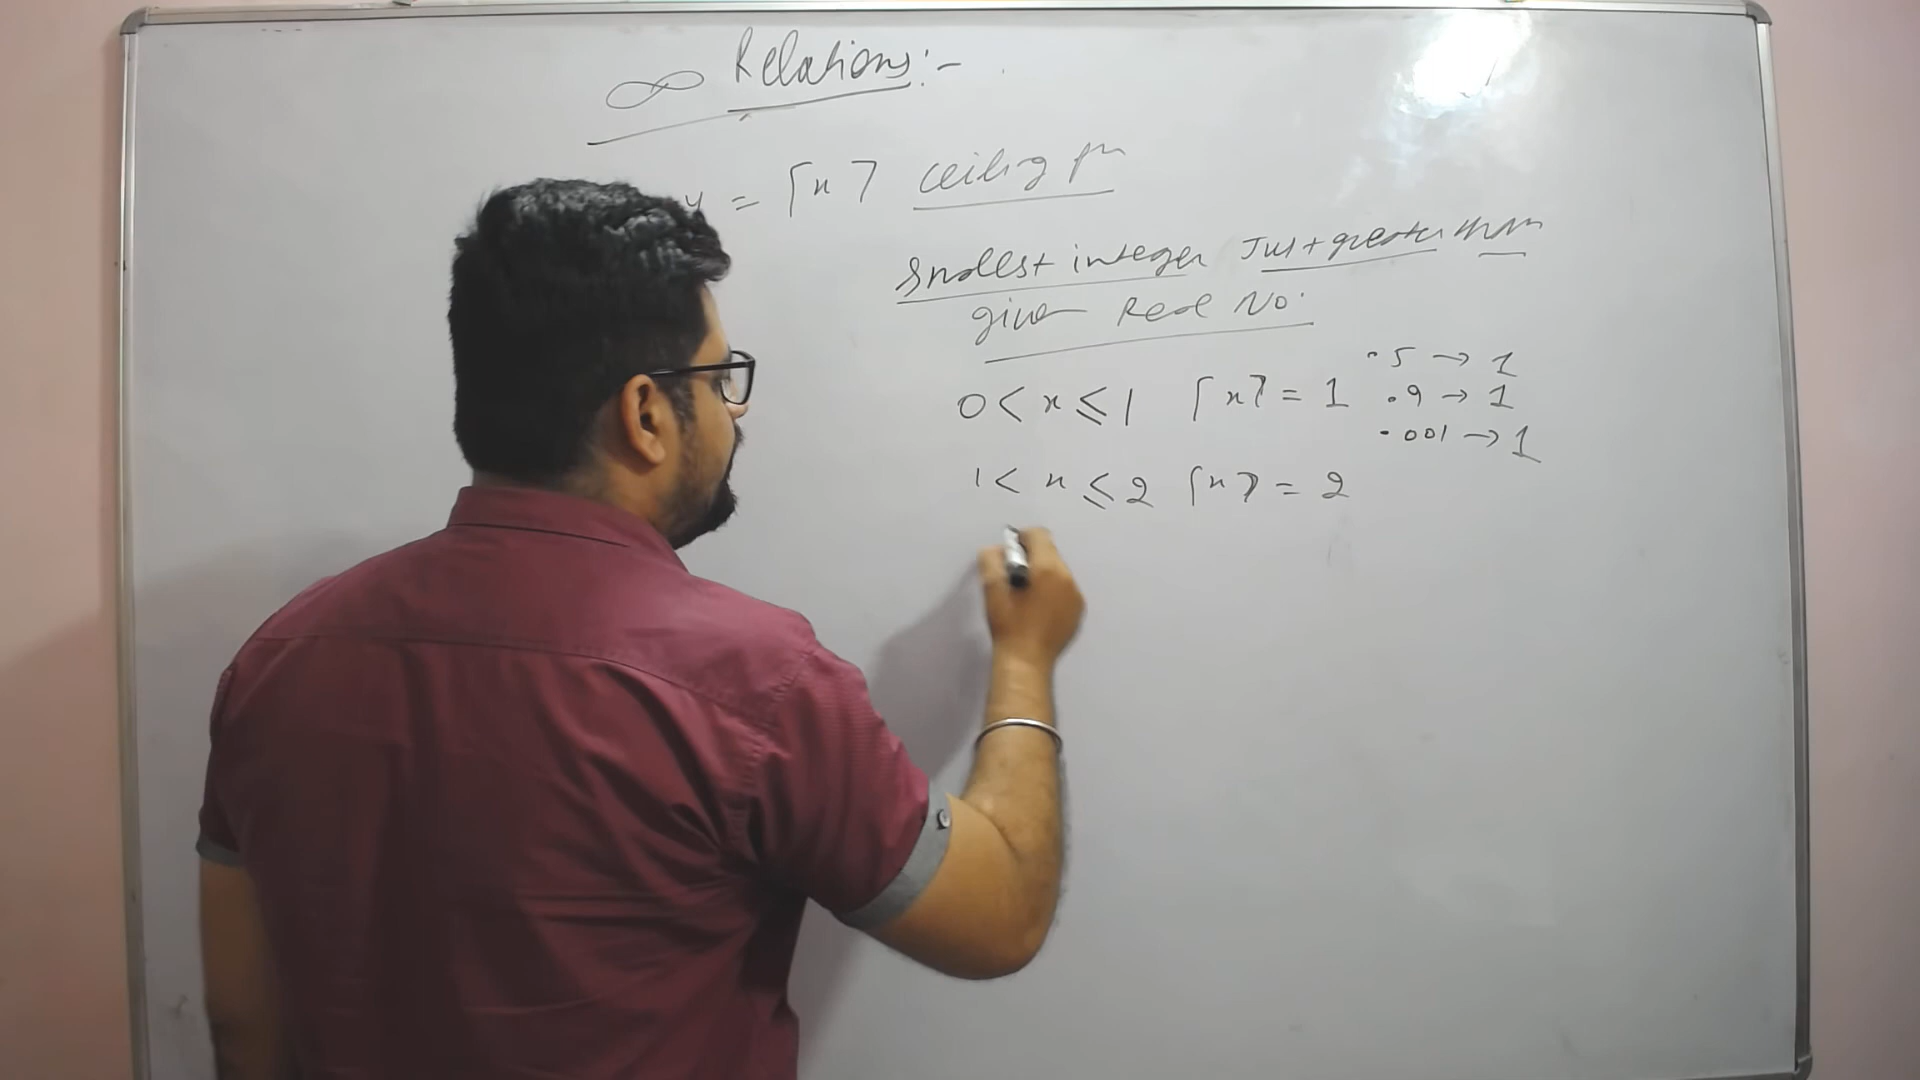 ∞ Relations:-
y = ⌈x⌉ ceiling fn
Smallest integer Just greater than
given Real No.
.5 → 1
0 < x ≤ 1 ⌈x⌉ = 1 .9 → 1
.001 → 1
1 < x ≤ 2 ⌈x⌉ = 2